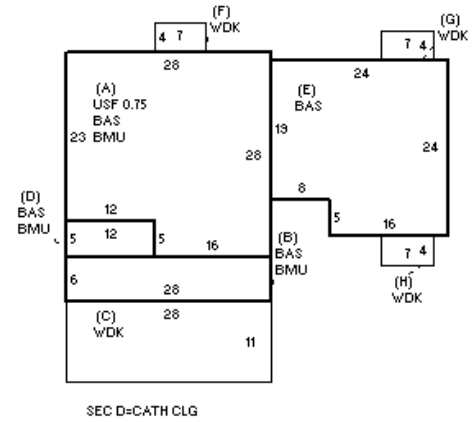 (F)
WDK
4 7
28
(G)
WDK
7 4
24
(A)
USF 0.75
BAS
BMU
23
28
(E)
BAS
19
24
8
5
16
7 4
(H)
WDK
(D)
BAS
BMU
12
12
5
5
16
(B)
BAS
BMU
6
28
28
(C)
WDK
11
SEC D=CATH CLG